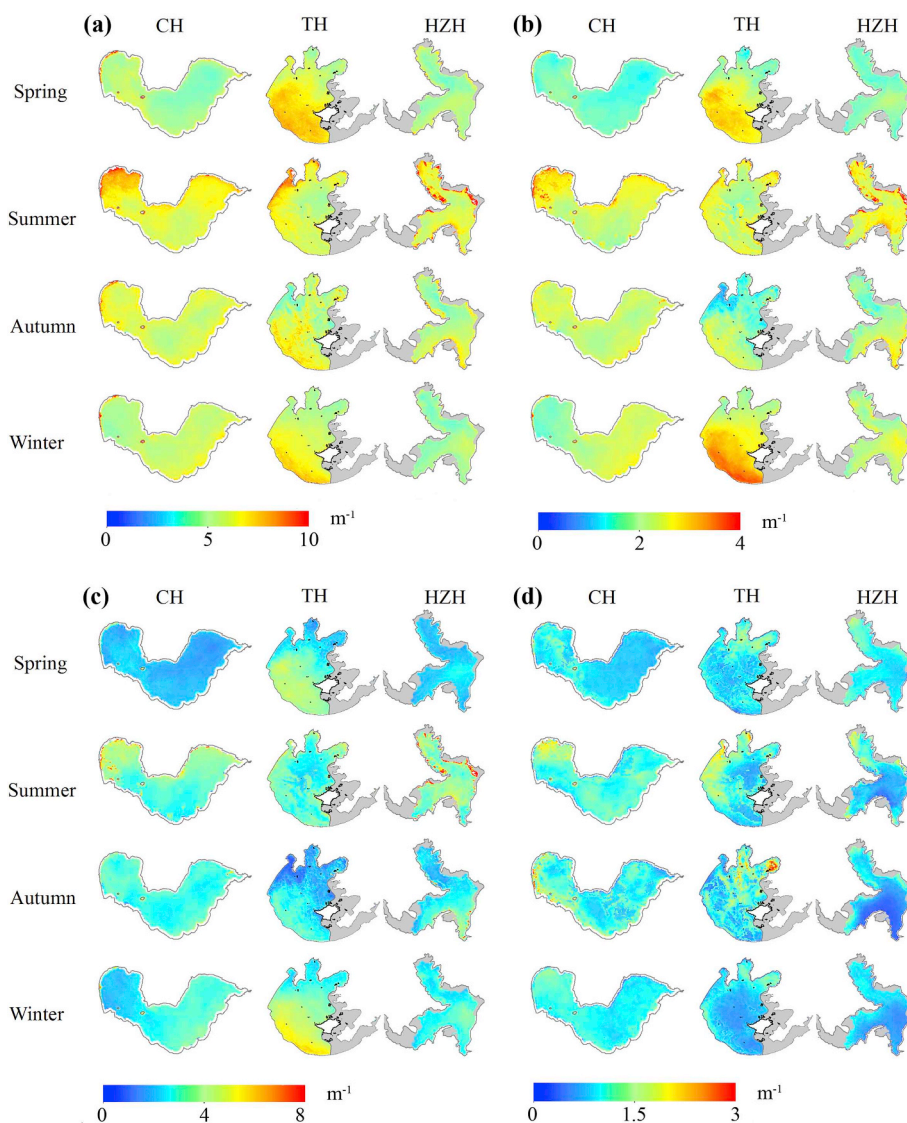 (a) CH TH HZH (b) CH TH HZH
Spring
Summer
Autumn
Winter
0 5 10 m⁻¹ 0 2 4 m⁻¹
(c) CH TH HZH (d) CH TH HZH
Spring
Summer
Autumn
Winter
0 4 8 m⁻¹ 0 1.5 3 m⁻¹